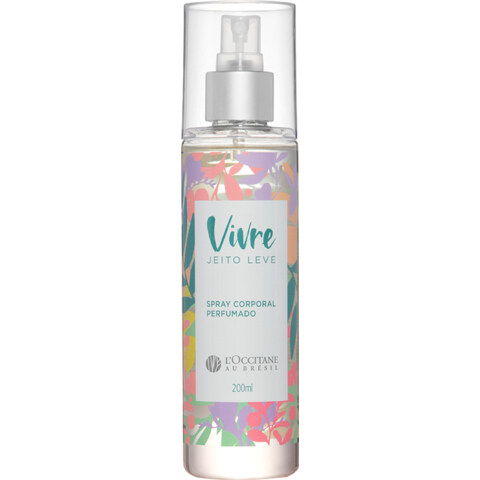 Vivre
JEITO LEVE
SPRAY CORPORAL
PERFUMADO
L'OCCITANE
AU BRÉSIL
200ml